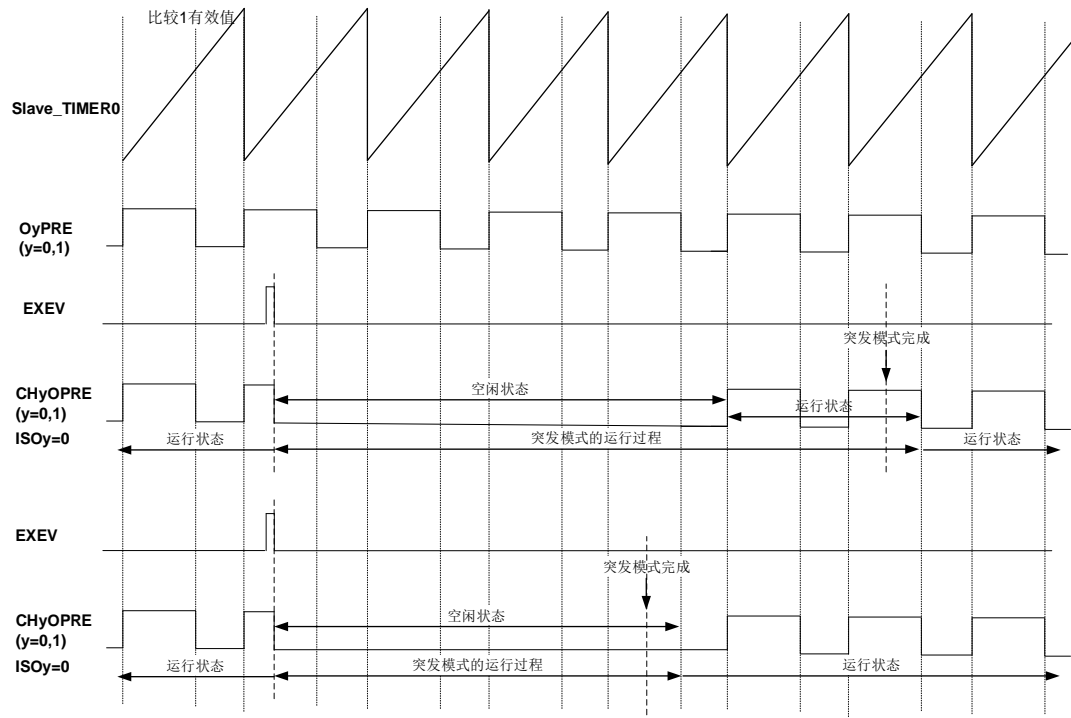 比较1有效值
Slave_TIMER0
OyPRE
(y=0,1)
EXEV
突发模式完成
CHyOPRE
(y=0,1)
ISOy=0
空闲状态
运行状态
运行状态
突发模式的运行过程
运行状态
EXEV
突发模式完成
CHyOPRE
(y=0,1)
ISOy=0
空闲状态
运行状态
突发模式的运行过程
运行状态